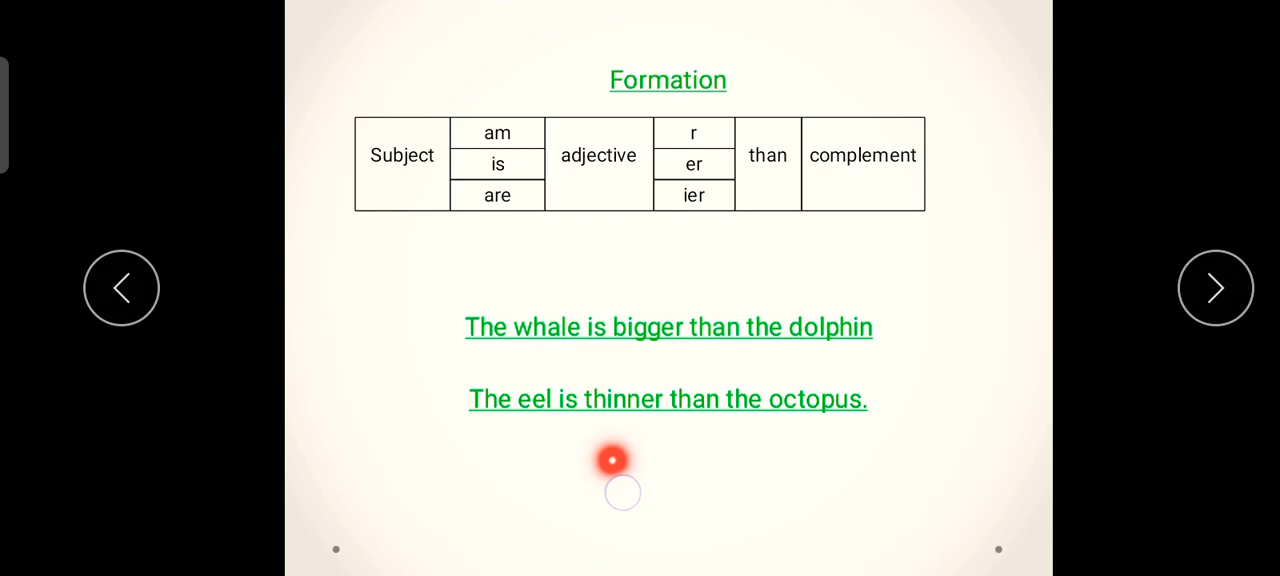 Formation
Subject am adjective r than complement
is er
are ier
The whale is bigger than the dolphin
The eel is thinner than the octopus.